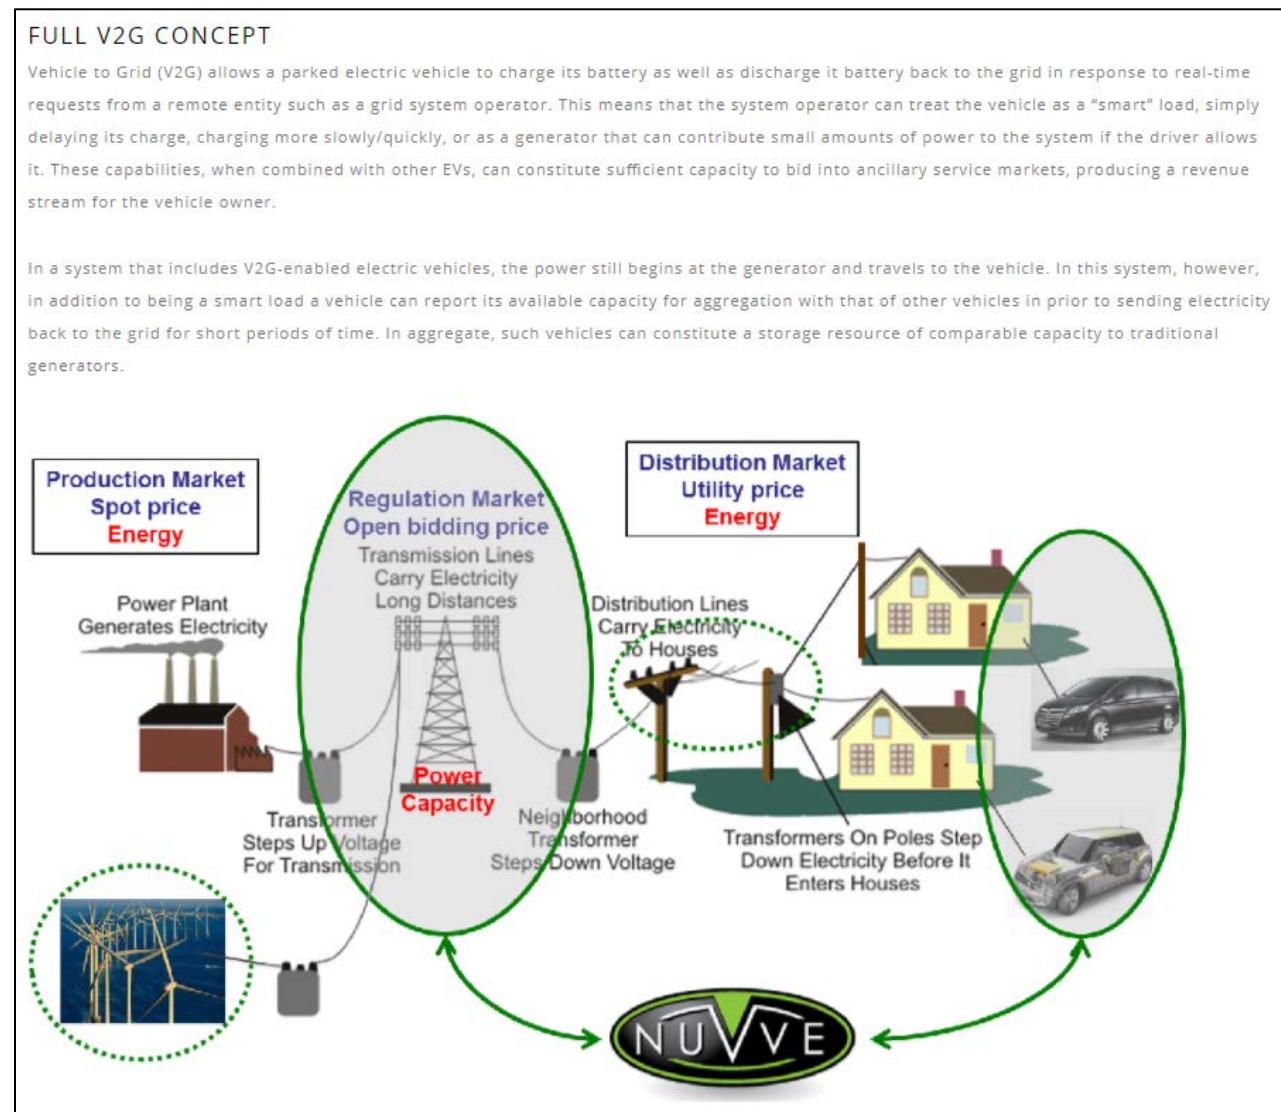 FULL V2G CONCEPT
Vehicle to Grid (V2G) allows a parked electric vehicle to charge its battery as well as discharge it battery back to the grid in response to real-time
requests from a remote entity such as a grid system operator. This means that the system operator can treat the vehicle as a “smart” load, simply
delaying its charge, charging more slowly/quickly, or as a generator that can contribute small amounts of power to the system if the driver allows
it. These capabilities, when combined with other EVs, can constitute sufficient capacity to bid into ancillary service markets, producing a revenue
stream for the vehicle owner.
In a system that includes V2G-enabled electric vehicles, the power still begins at the generator and travels to the vehicle. In this system, however,
in addition to being a smart load a vehicle can report its available capacity for aggregation with that of other vehicles in prior to sending electricity
back to the grid for short periods of time. In aggregate, such vehicles can constitute a storage resource of comparable capacity to traditional
generators.
Production Market
Spot price
Energy
Regulation Market
Open bidding price
Transmission Lines
Carry Electricity
Long Distances
Distribution Market
Utility price
Energy
Power Plant
Generates Electricity
Distribution Lines
Carry Electricity
To Houses
Power
Capacity
Transformer
Steps Up Voltage
For Transmission
Neighborhood
Transformer
Steps Down Voltage
Transformers On Poles Step
Down Electricity Before It
Enters Houses
NUVVE